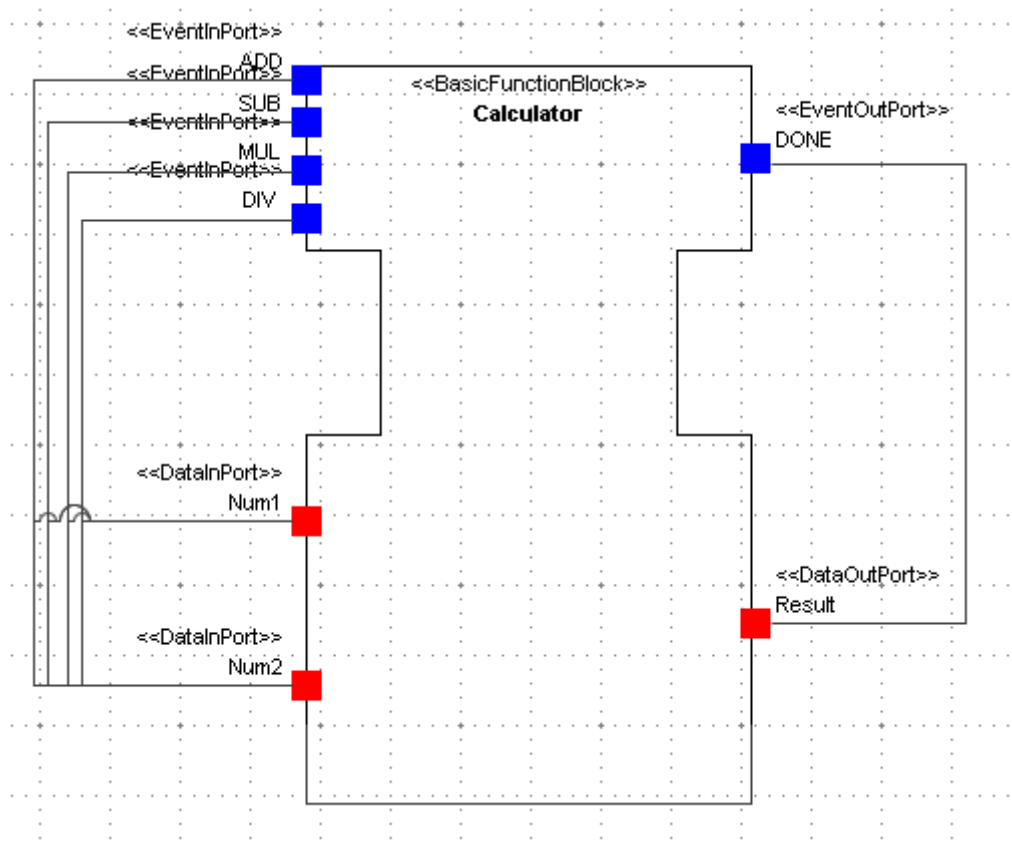 <<EventInPort>>
ADD
<<EventInPort>>
SUB
<<EventInPort>>
MUL
<<EventInPort>>
DIV
<<BasicFunctionBlock>>
Calculator
<<EventOutPort>>
DONE
<<DataInPort>>
Num1
<<DataInPort>>
Num2
<<DataOutPort>>
Result